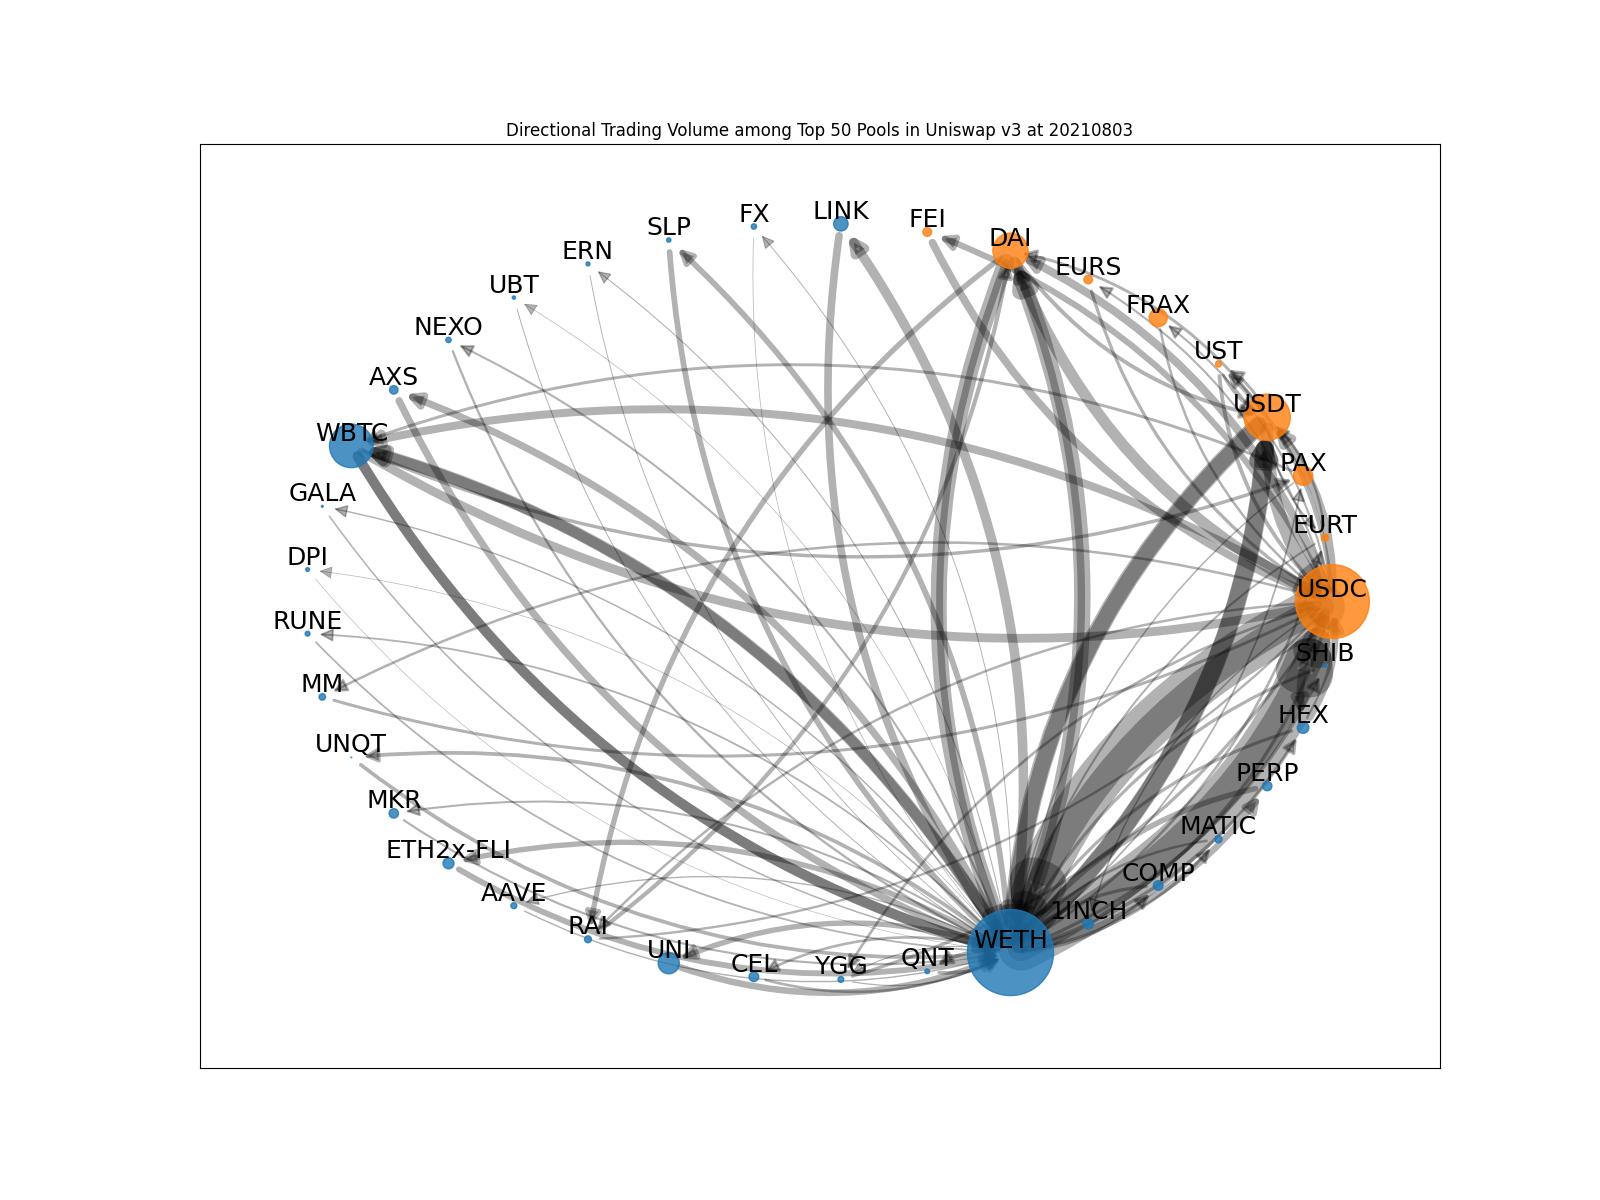 Directional Trading Volume among Top 50 Pools in Uniswap v3 at 20210803
LINK
FX
FEI
SLP
DAI
ERN
EURS
UBT
FRAX
NEXO
UST
AXS
USDT
WBTC
PAX
GALA
EURT
DPI
USDC
RUNE
SHIB
MM
HEX
UNQT
PERP
MKR
MATIC
ETH2x-FLI
COMP
AAVE
1INCH
RAI
WETH
UNI
QNT
CEL
YGG